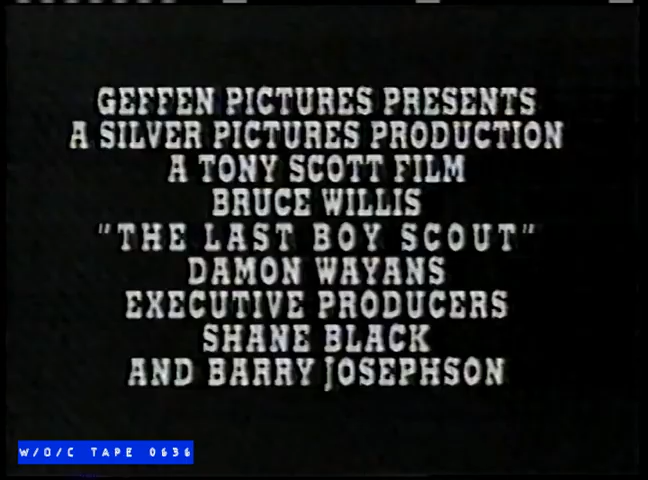 GEFFEN PICTURES PRESENTS
A SILVER PICTURES PRODUCTION
A TONY SCOTT FILM
BRUCE WILLIS
"THE LAST BOY SCOUT"
DAMON WAYANS
EXECUTIVE PRODUCERS
SHANE BLACK
AND BARRY JOSEPHSON
W/O/C TAPE 0636